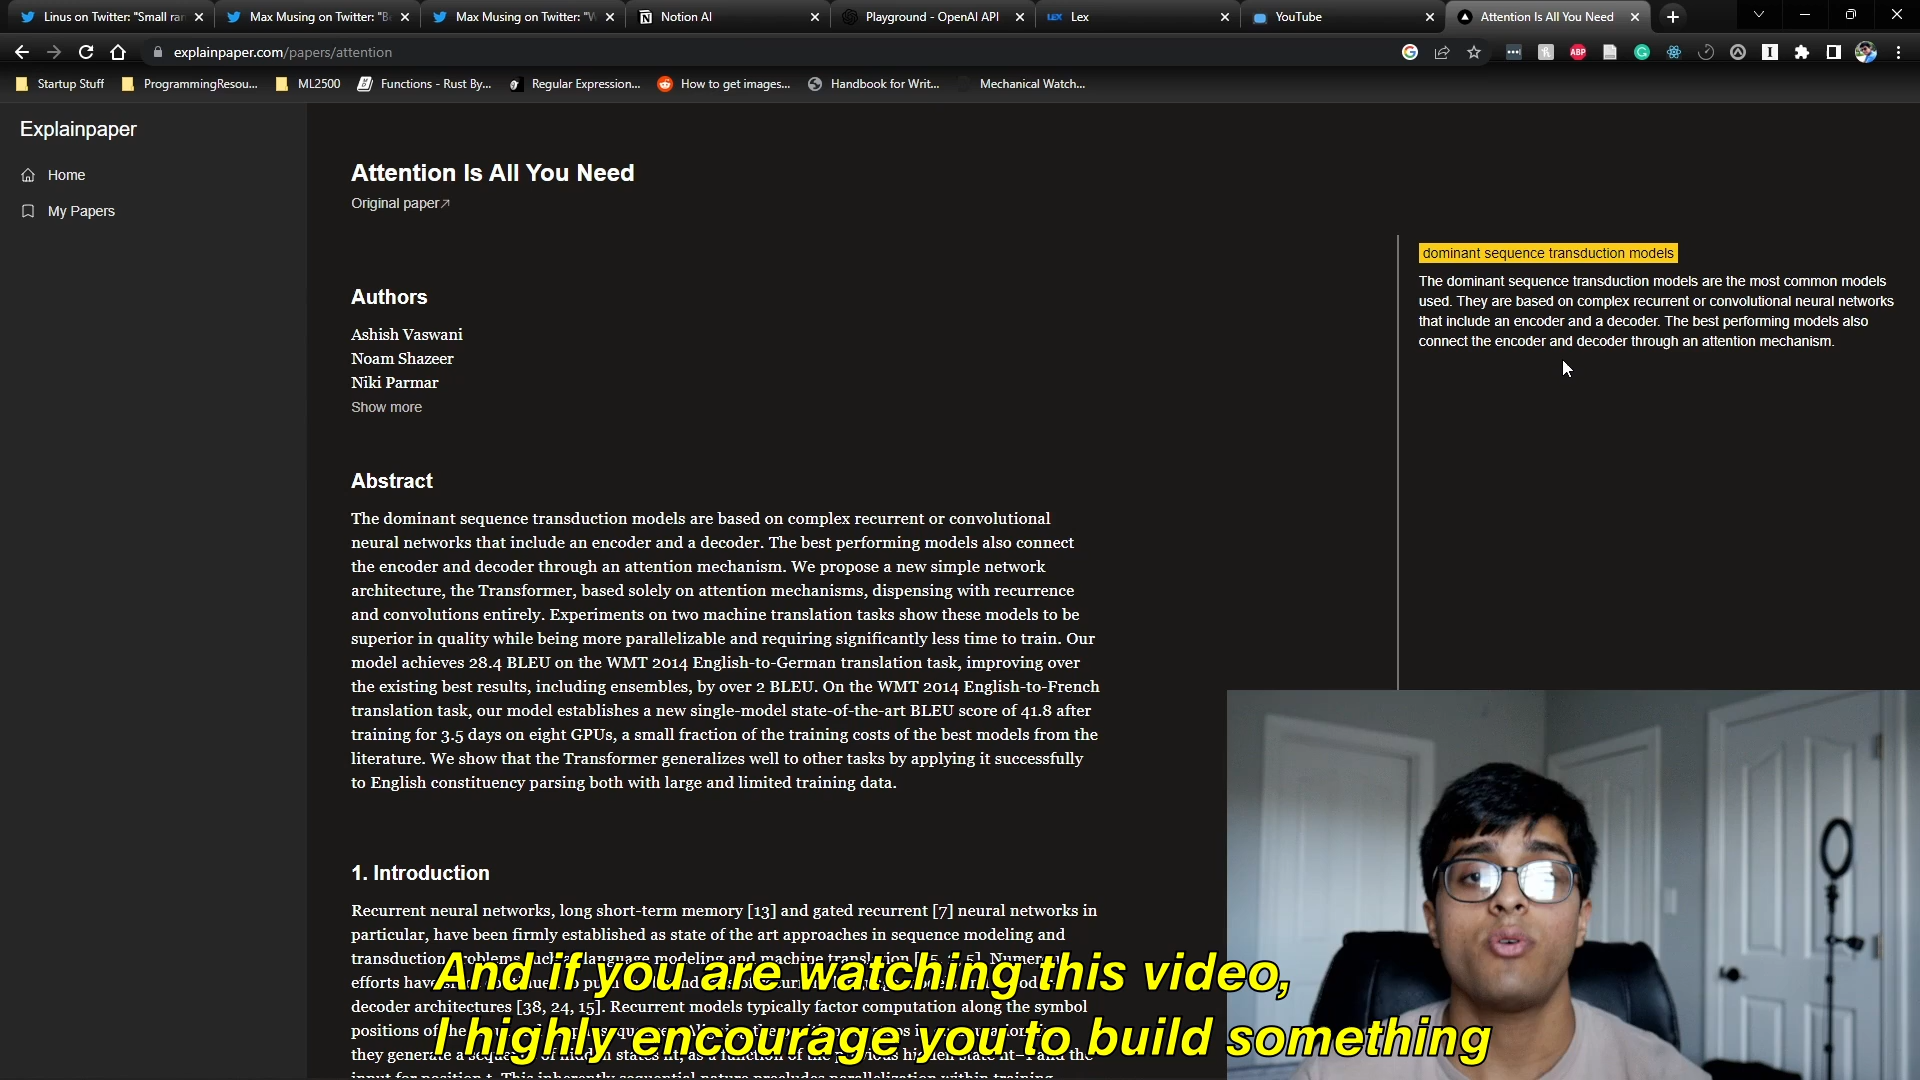 Linus on Twitter: "Small ran
Max Musing on Twitter: "B
Max Musing on Twitter: "W
Notion AI
Playground - OpenAI API
LEX Lex
YouTube
Attention Is All You Need
explainpaper.com/papers/attention
ABP
Startup Stuff
ProgrammingResou...
ML2500
Functions - Rust By...
Regular Expression...
How to get images...
Handbook for Writ...
Mechanical Watch...
Explainpaper
Home
My Papers
Attention Is All You Need
Original paper↗
Authors
Ashish Vaswani
Noam Shazeer
Niki Parmar
Show more
Abstract
The dominant sequence transduction models are based on complex recurrent or convolutional
neural networks that include an encoder and a decoder. The best performing models also connect
the encoder and decoder through an attention mechanism. We propose a new simple network
architecture, the Transformer, based solely on attention mechanisms, dispensing with recurrence
and convolutions entirely. Experiments on two machine translation tasks show these models to be
superior in quality while being more parallelizable and requiring significantly less time to train. Our
model achieves 28.4 BLEU on the WMT 2014 English-to-German translation task, improving over
the existing best results, including ensembles, by over 2 BLEU. On the WMT 2014 English-to-French
translation task, our model establishes a new single-model state-of-the-art BLEU score of 41.8 after
training for 3.5 days on eight GPUs, a small fraction of the training costs of the best models from the
literature. We show that the Transformer generalizes well to other tasks by applying it successfully
to English constituency parsing both with large and limited training data.
dominant sequence transduction models
The dominant sequence transduction models are the most common models
used. They are based on complex recurrent or convolutional neural networks
that include an encoder and a decoder. The best performing models also
connect the encoder and decoder through an attention mechanism.
1. Introduction
Recurrent neural networks, long short-term memory [13] and gated recurrent [7] neural networks in
particular, have been firmly established as state of the art approaches in sequence modeling and
transduction problems such as language modeling and machine translation
efforts have
decoder architectures [38, 24, 15]. Recurrent models typically factor computation along the symbol
positions of the
they generate a
And if you are watching this video,
I highly encourage you to build something